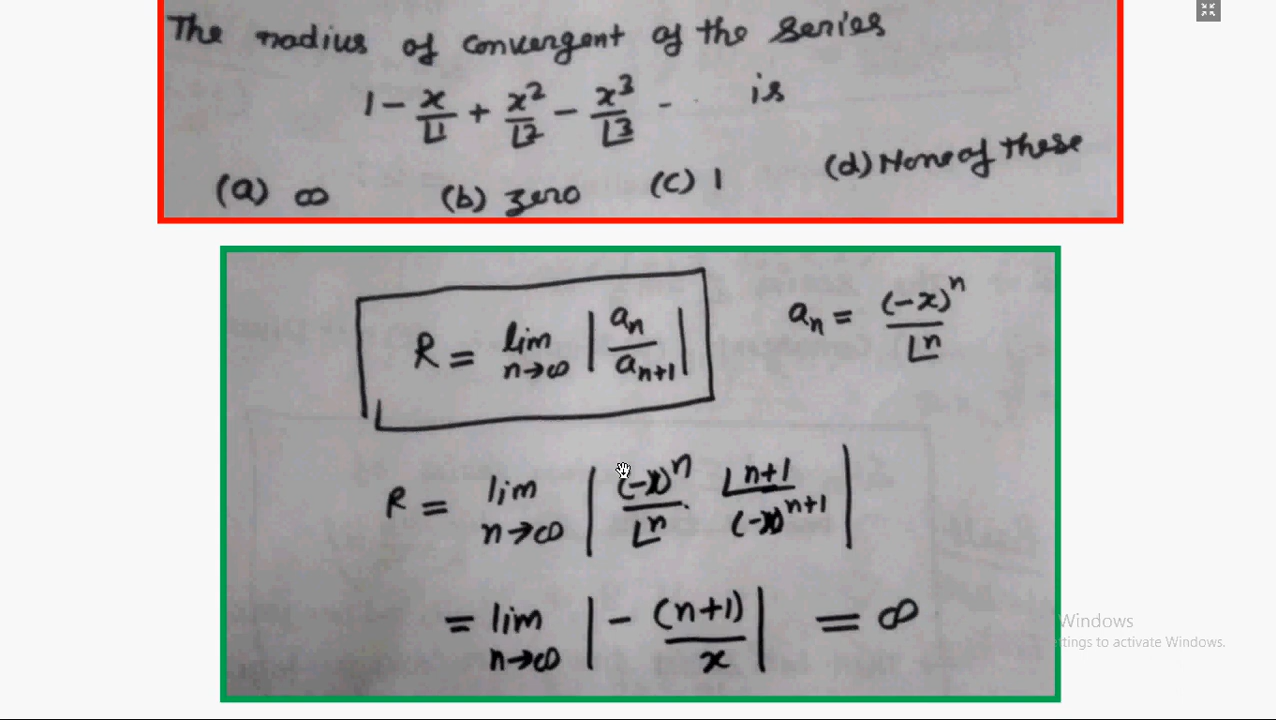 The radius of convergent of the series
1 - x/⌊1 + x²/⌊2 - x³/⌊3 - . . is
(a) ∞ (b) zero (c) 1 (d) None of these
R = lim n→∞ | aₙ / aₙ₊₁ | aₙ = (-x)ⁿ / ⌊n
R = lim n→∞ | (-x)ⁿ / ⌊n . ⌊n+1 / (-x)ⁿ⁺¹ |
= lim n→∞ | - (n+1) / x | = ∞
Windows
ettings to activate Windows.